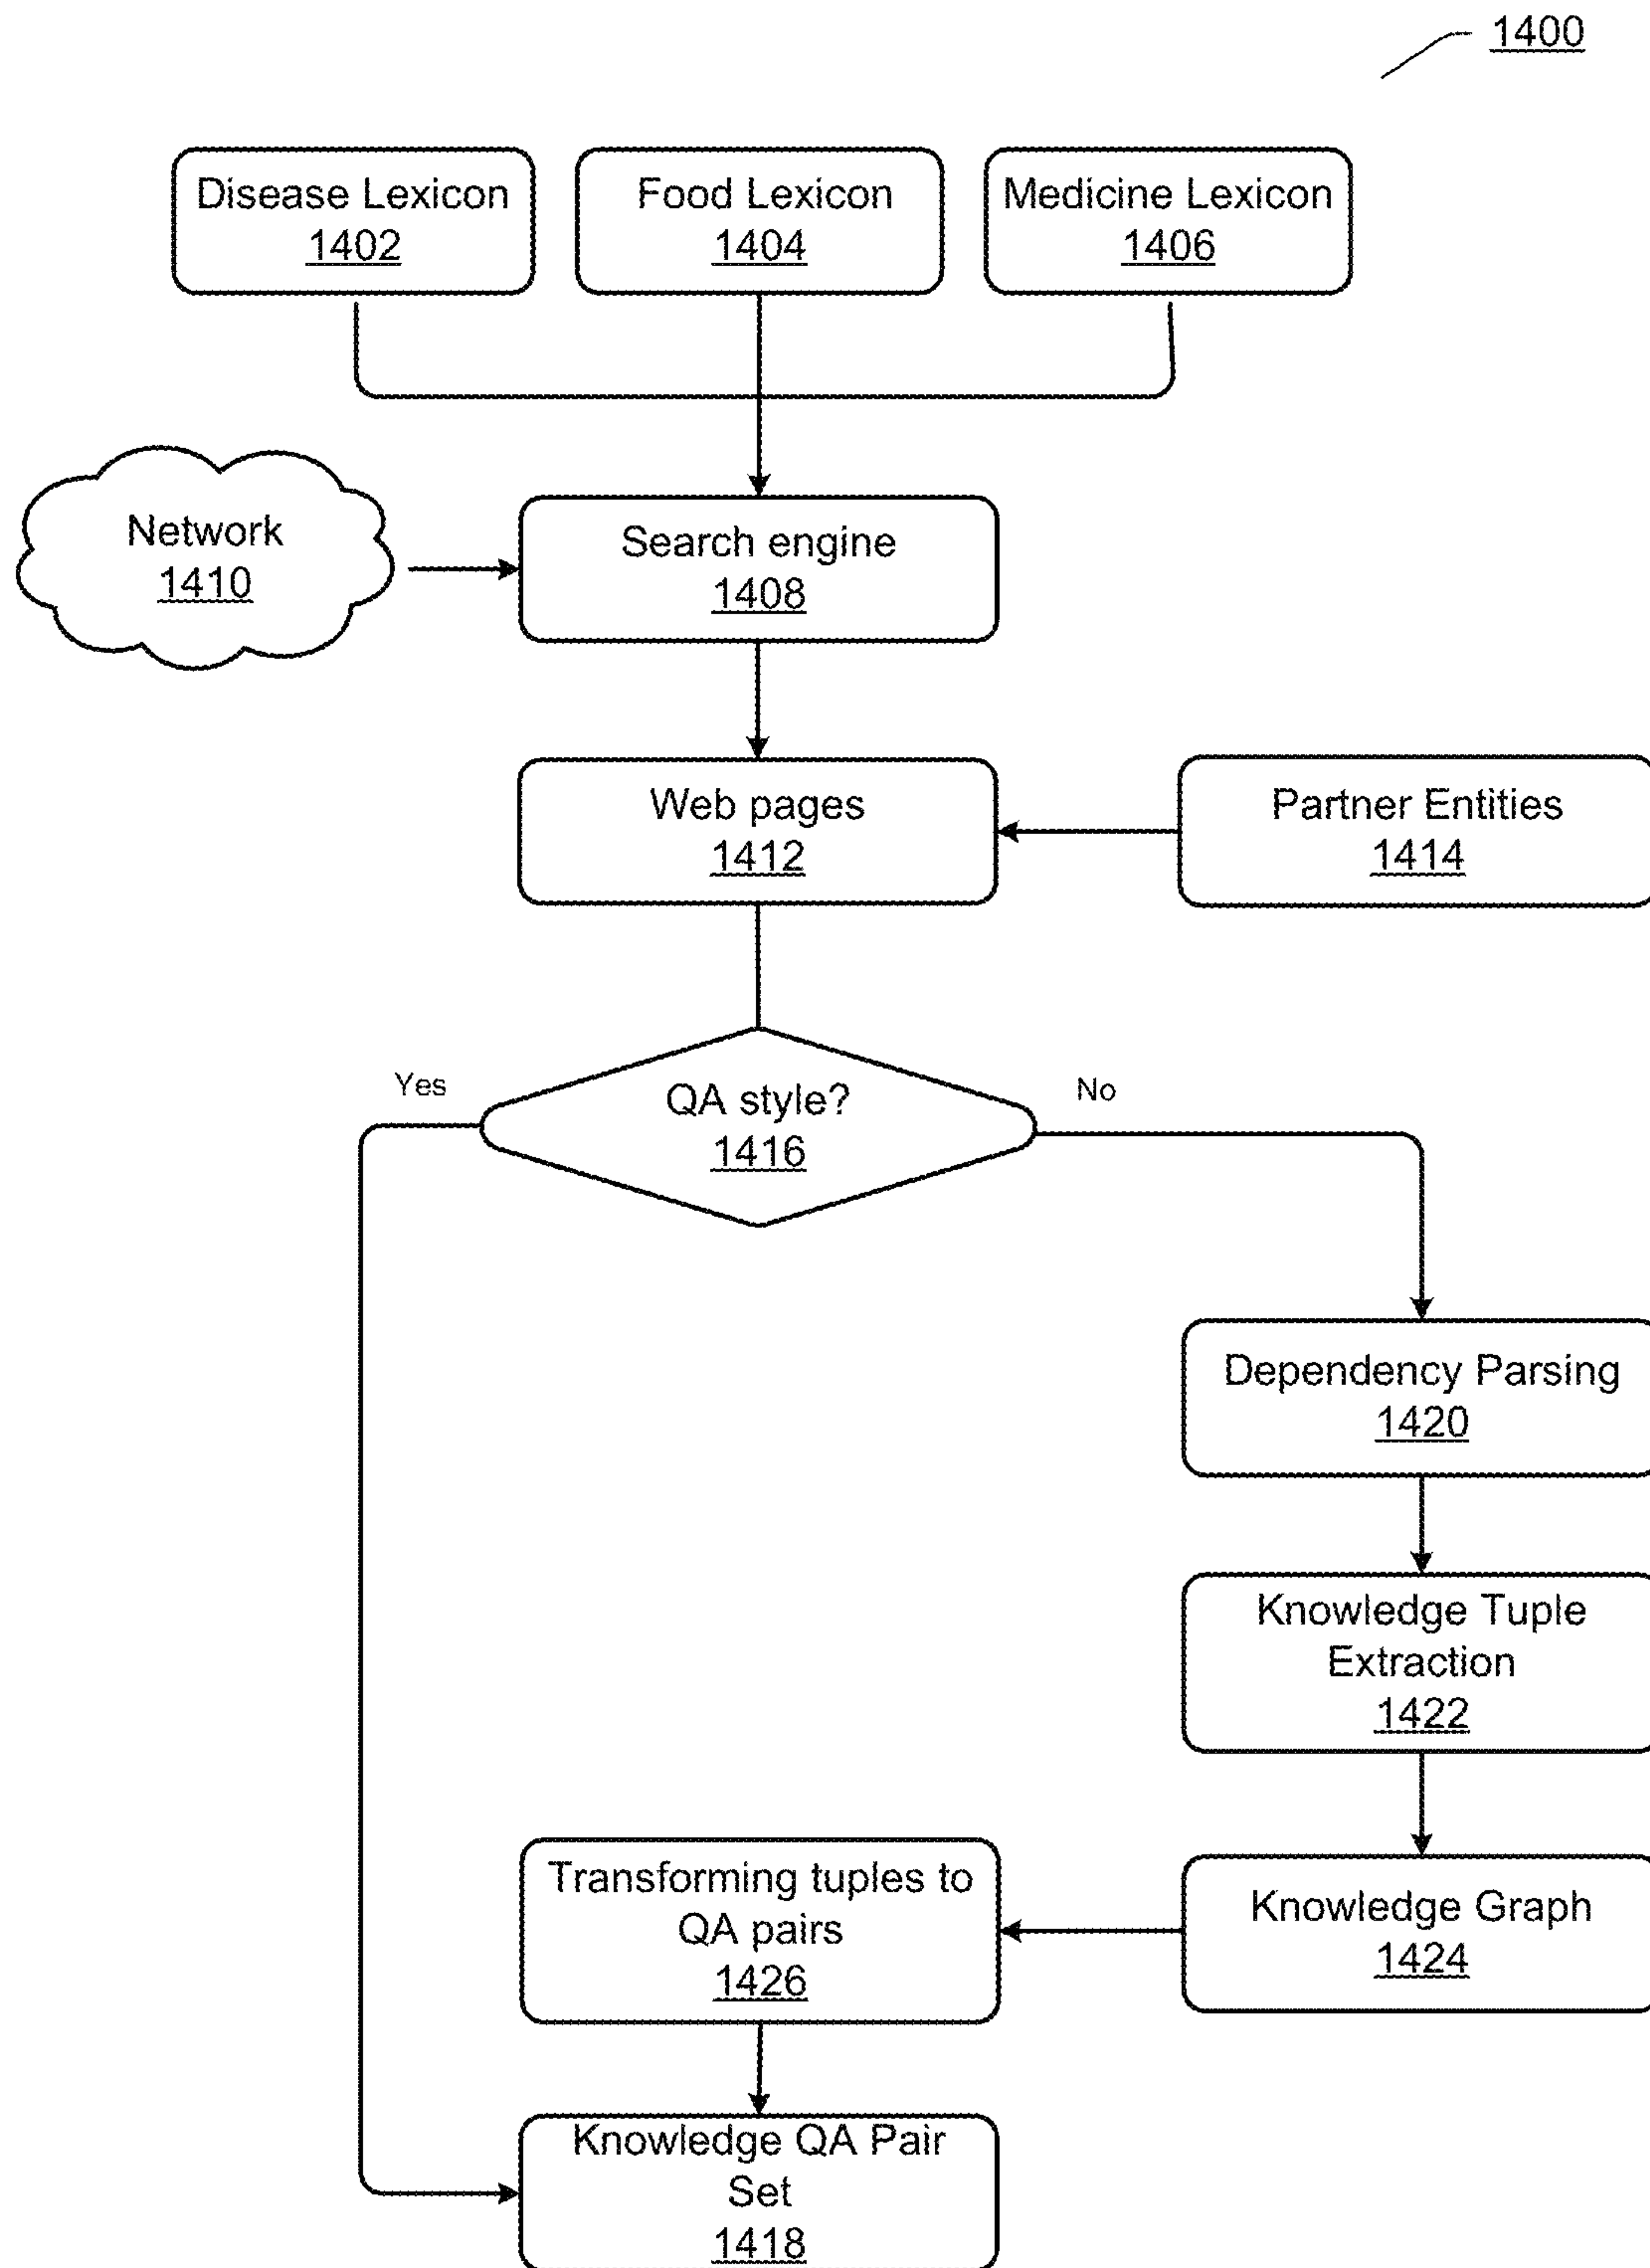 1400
Disease Lexicon
1402
Food Lexicon
1404
Medicine Lexicon
1406
Network
1410
Search engine
1408
Web pages
1412
Partner Entities
1414
Yes
QA style?
1416
No
Dependency Parsing
1420
Knowledge Tuple
Extraction
1422
Transforming tuples to
QA pairs
1426
Knowledge Graph
1424
Knowledge QA Pair
Set
1418